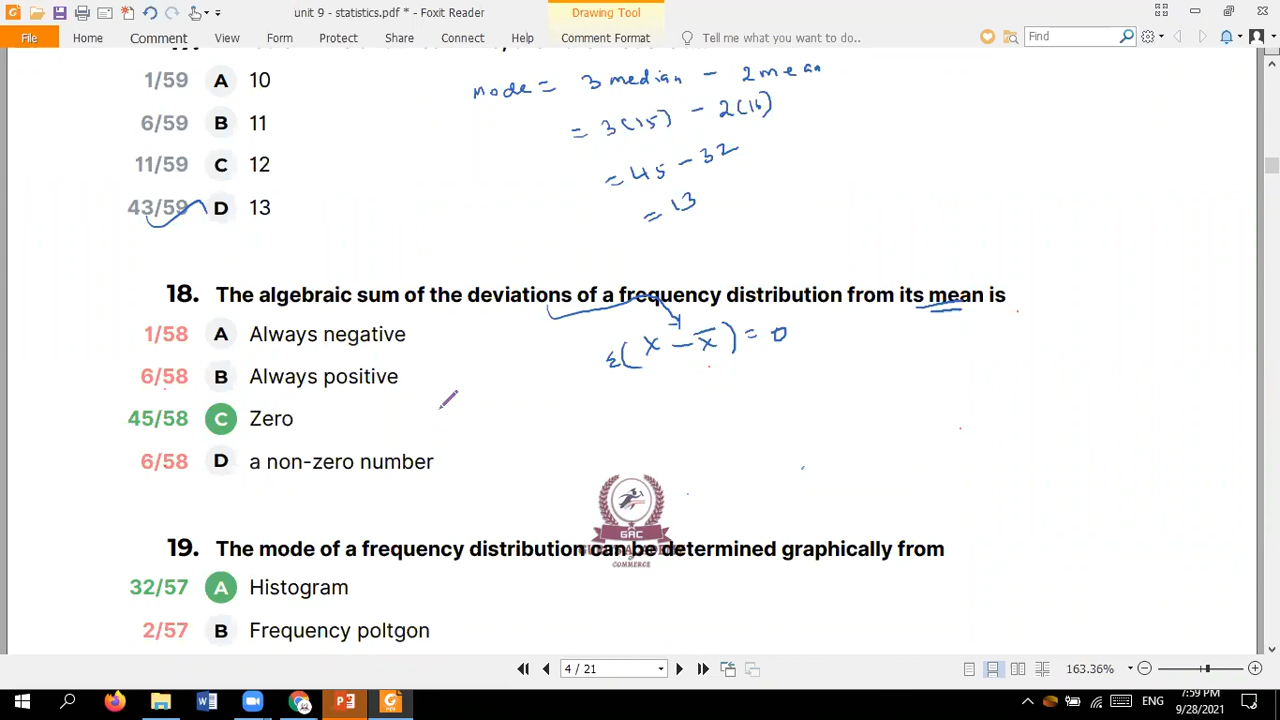 unit 9 - statistics.pdf * - Foxit Reader
Drawing Tool
File Home Comment View Form Protect Share Connect Help Comment Format Tell me what you want to do.. Find
1/59 A 10
6/59 B 11
11/59 C 12
43/59 D 13
mode = 3 median - 2 mean
= 3(15) - 2(16)
= 45 - 32
= 13
18. The algebraic sum of the deviations of a frequency distribution from its mean is
1/58 A Always negative
6/58 B Always positive
45/58 C Zero
6/58 D a non-zero number
Σ(x - x̅) = 0
GAC
COMMERCE
19. The mode of a frequency distribution can be determined graphically from
32/57 A Histogram
2/57 B Frequency poltgon
4 / 21
163.36%
ENG
7:59 PM
9/28/2021